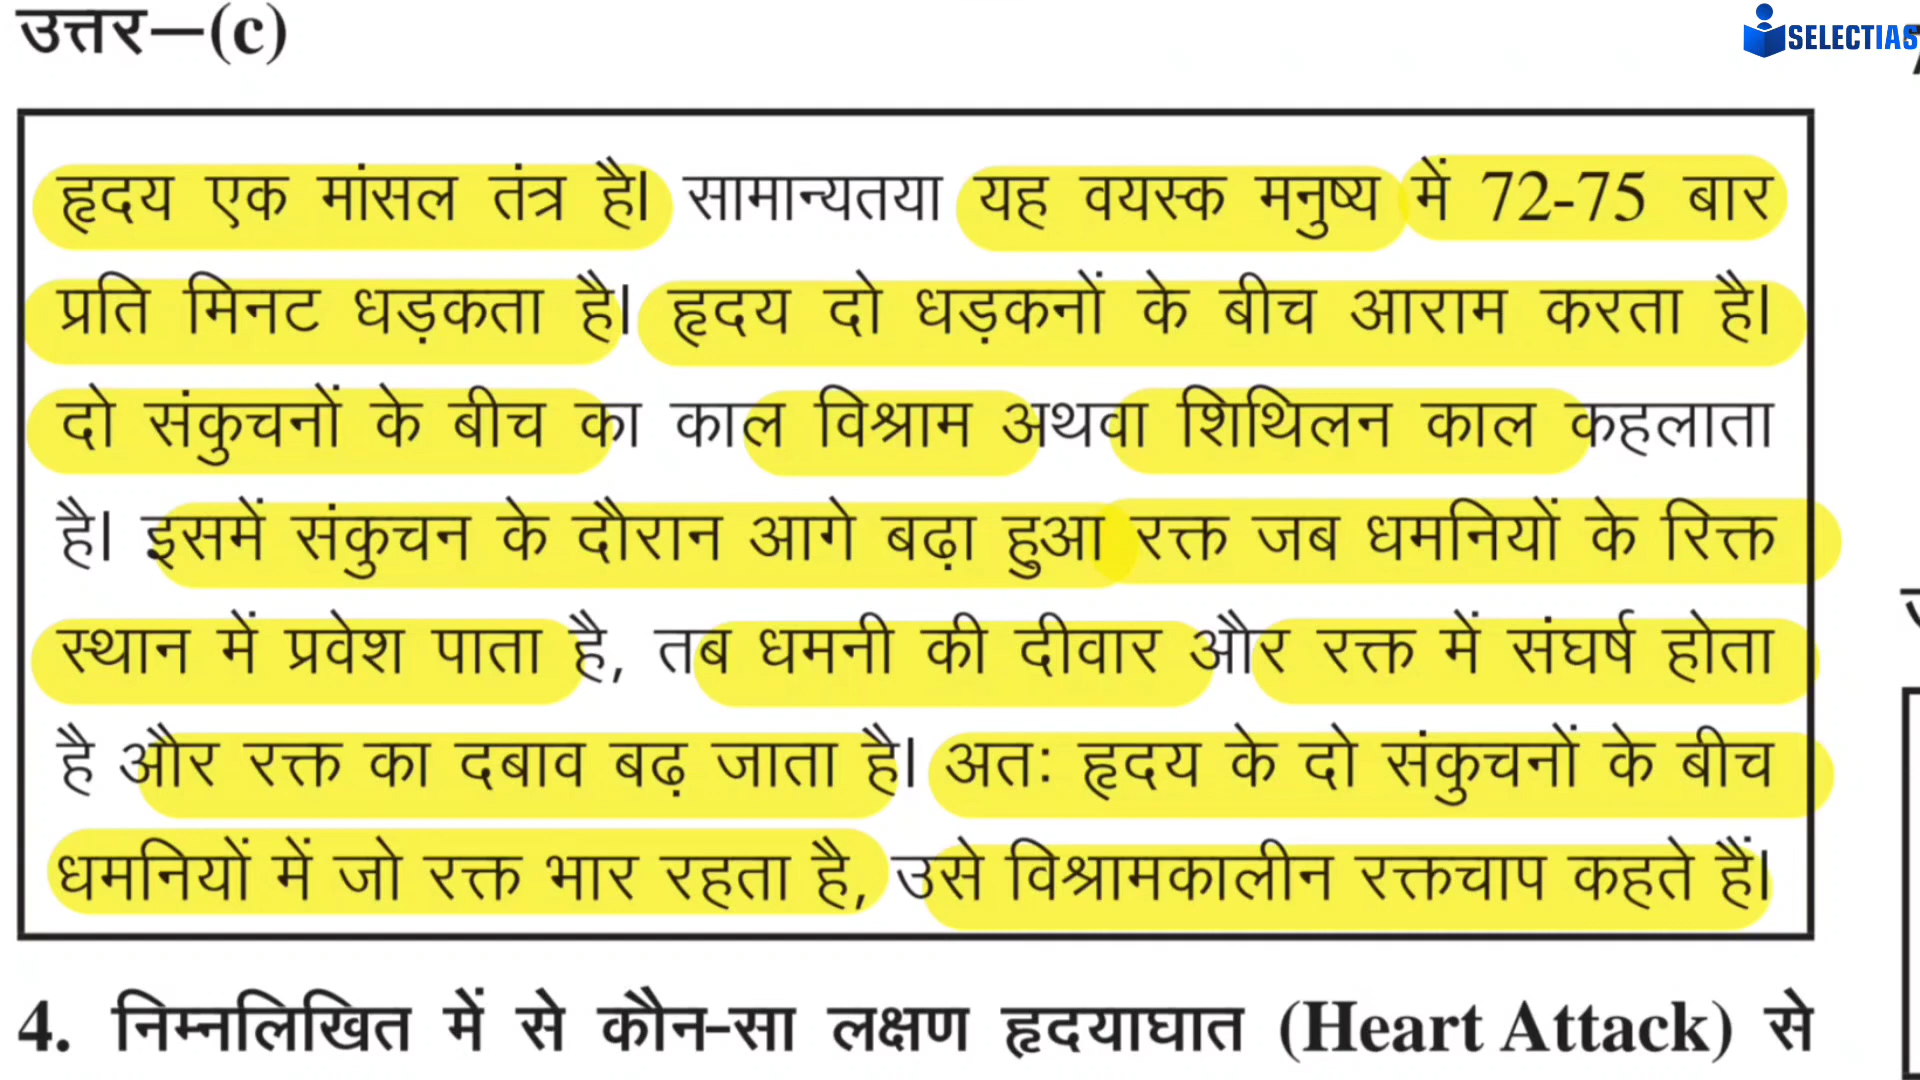 उत्तर–(c)
SELECTIAS
हृदय एक मांसल तंत्र है। सामान्यतया यह वयस्क मनुष्य में 72-75 बार
प्रति मिनट धड़कता है। हृदय दो धड़कनों के बीच आराम करता है।
दो संकुचनों के बीच का काल विश्राम अथवा शिथिलन काल कहलाता
है। इसमें संकुचन के दौरान आगे बढ़ा हुआ रक्त जब धमनियों के रिक्त
स्थान में प्रवेश पाता है, तब धमनी की दीवार और रक्त में संघर्ष होता
है और रक्त का दबाव बढ़ जाता है। अतः हृदय के दो संकुचनों के बीच
धमनियों में जो रक्त भार रहता है, उसे विश्रामकालीन रक्तचाप कहते हैं।
4. निम्नलिखित में से कौन-सा लक्षण हृदयाघात (Heart Attack) से